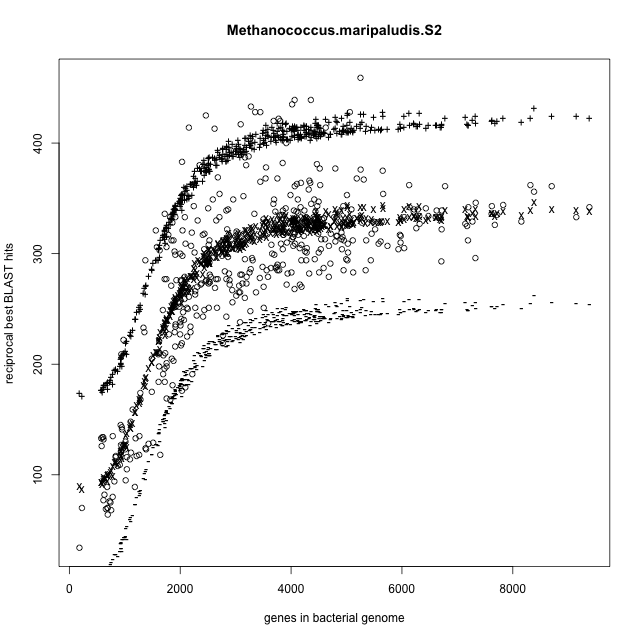 Methanococcus.maripaludis.S2
400
300
200
100
reciprocal best BLAST hits
0 2000 4000 6000 8000
genes in bacterial genome